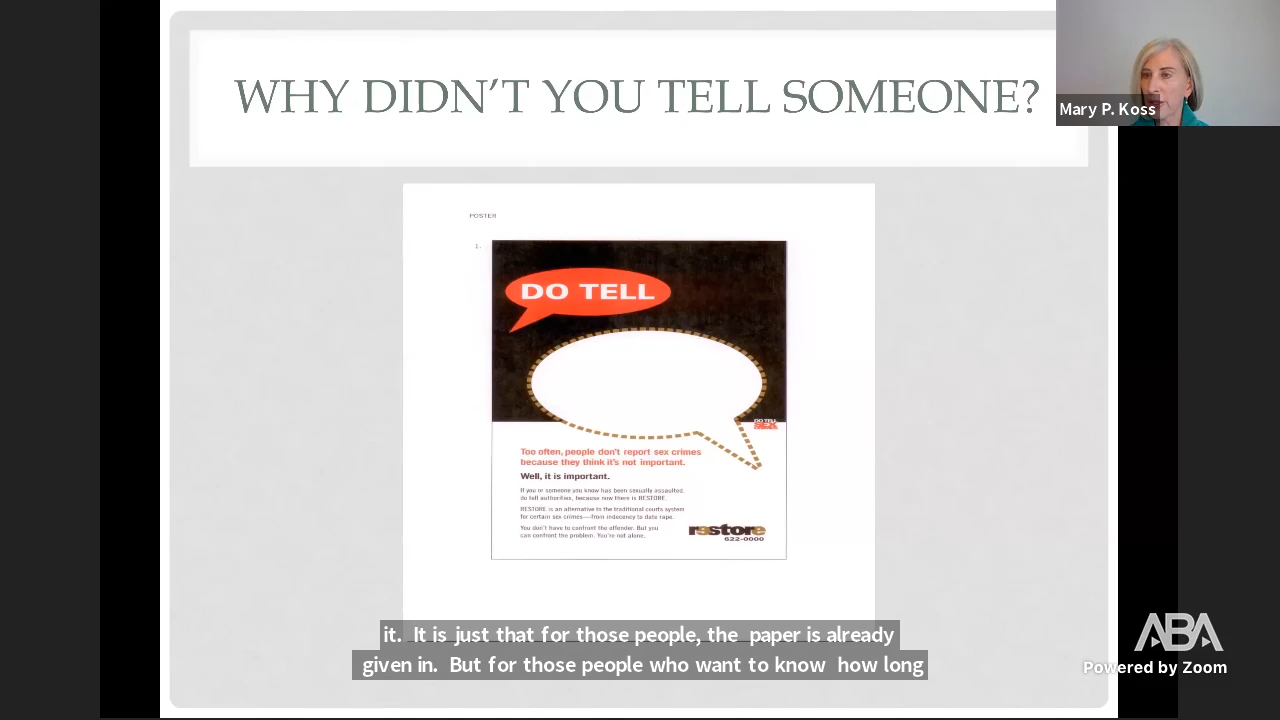 WHY DIDN'T YOU TELL SOMEONE?
Mary P. Koss
POSTER
1.
DO TELL
DO TELL
SEX
Too often, people don't report sex crimes
because they think it's not important.
Well, it is important.
If you or someone you know has been sexually assaulted,
do tell authorities, because now there is RESTORE.
RESTORE is an alternative to the traditional courts system
for certain sex crimes—from indecency to date rape.
You don't have to confront the offender. But you
can confront the problem. You're not alone.
restore
622-0000
it. It is just that for those people, the paper is already
given in. But for those people who want to know how long
ABA
Powered by Zoom